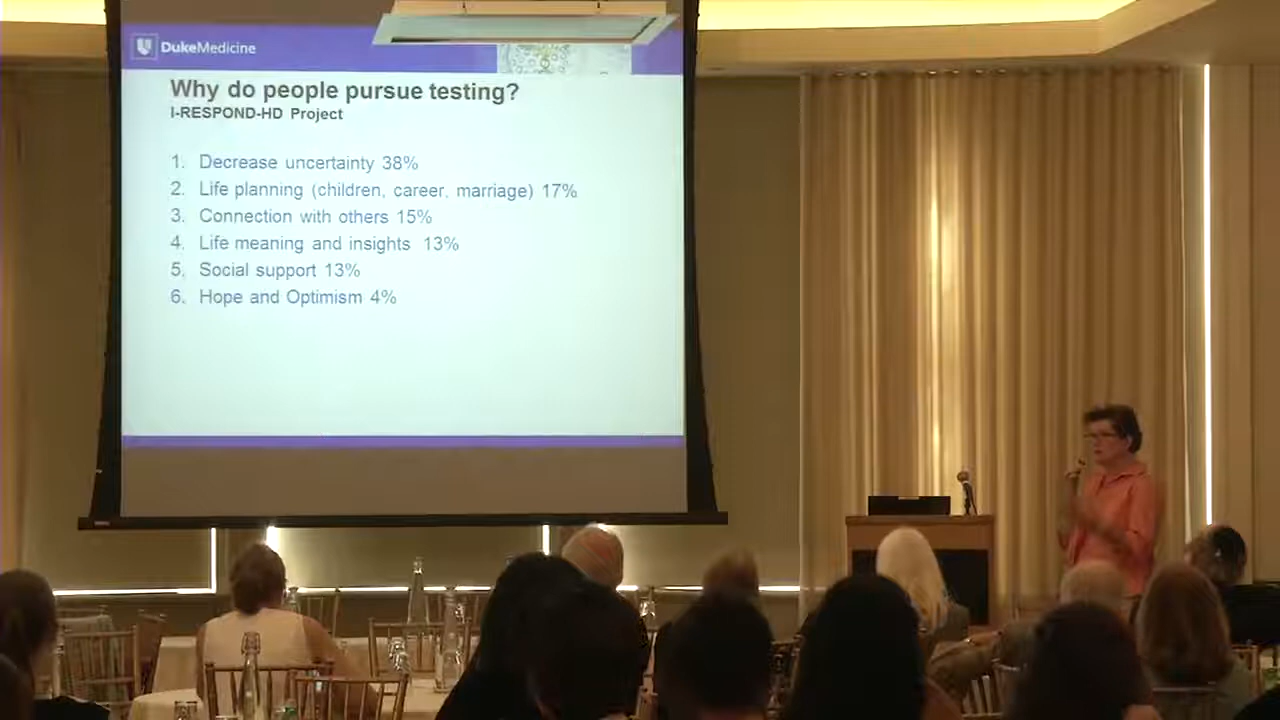 DukeMedicine
Why do people pursue testing?
I-RESPOND-HD Project
1. Decrease uncertainty 38%
2. Life planning (children, career, marriage) 17%
3. Connection with others 15%
4. Life meaning and insights 13%
5. Social support 13%
6. Hope and Optimism 4%